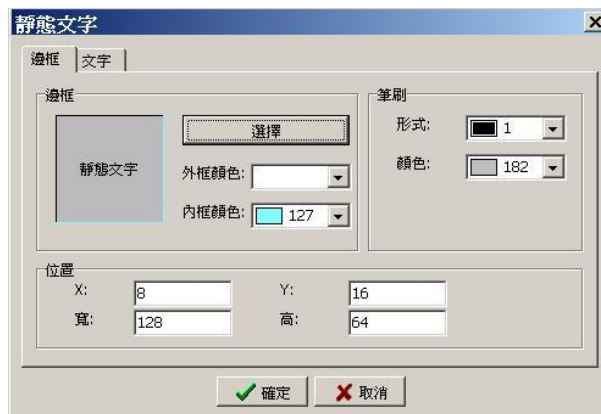 靜態文字
邊框 文字
邊框
靜態文字
選擇
外框顏色:
內框顏色: 127
筆刷
形式: 1
顏色: 182
位置
X: 8 Y: 16
寬: 128 高: 64
確定 取消